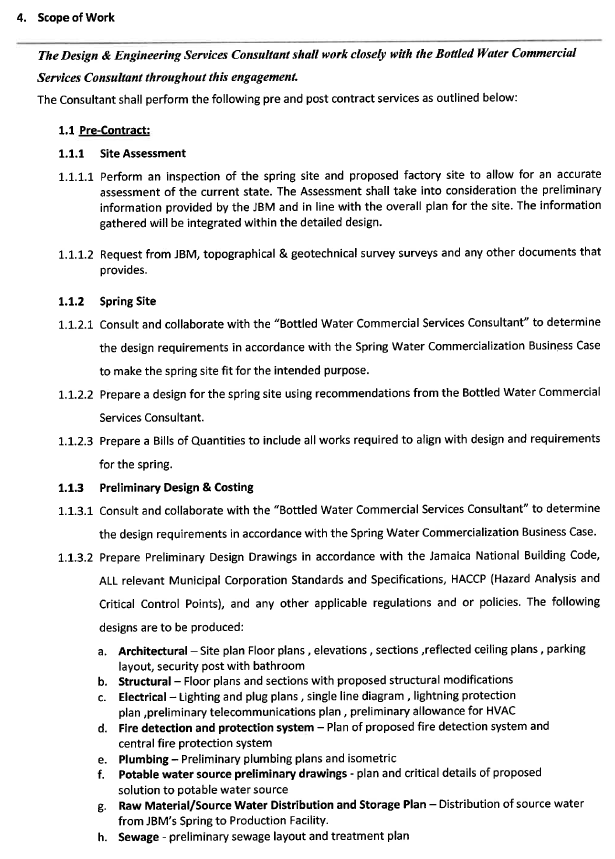 4. Scope of Work
The Design & Engineering Services Consultant shall work closely with the Bottled Water Commercial
Services Consultant throughout this engagement.
The Consultant shall perform the following pre and post contract services as outlined below:
1.1 Pre-Contract:
1.1.1 Site Assessment
1.1.1.1 Perform an inspection of the spring site and proposed factory site to allow for an accurate
assessment of the current state. The Assessment shall take into consideration the preliminary
information provided by the JBM and in line with the overall plan for the site. The information
gathered will be integrated within the detailed design.
1.1.1.2 Request from JBM, topographical & geotechnical survey surveys and any other documents that
provides.
1.1.2 Spring Site
1.1.2.1 Consult and collaborate with the “Bottled Water Commercial Services Consultant” to determine
the design requirements in accordance with the Spring Water Commercialization Business Case
to make the spring site fit for the intended purpose.
1.1.2.2 Prepare a design for the spring site using recommendations from the Bottled Water Commercial
Services Consultant.
1.1.2.3 Prepare a Bills of Quantities to include all works required to align with design and requirements
for the spring.
1.1.3 Preliminary Design & Costing
1.1.3.1 Consult and collaborate with the “Bottled Water Commercial Services Consultant” to determine
the design requirements in accordance with the Spring Water Commercialization Business Case.
1.1.3.2 Prepare Preliminary Design Drawings in accordance with the Jamaica National Building Code,
ALL relevant Municipal Corporation Standards and Specifications, HACCP (Hazard Analysis and
Critical Control Points), and any other applicable regulations and or policies. The following
designs are to be produced:
a. Architectural – Site plan Floor plans , elevations , sections ,reflected ceiling plans , parking
layout, security post with bathroom
b. Structural – Floor plans and sections with proposed structural modifications
c. Electrical – Lighting and plug plans , single line diagram , lightning protection
plan ,preliminary telecommunications plan , preliminary allowance for HVAC
d. Fire detection and protection system – Plan of proposed fire detection system and
central fire protection system
e. Plumbing – Preliminary plumbing plans and isometric
f. Potable water source preliminary drawings - plan and critical details of proposed
solution to potable water source
g. Raw Material/Source Water Distribution and Storage Plan – Distribution of source water
from JBM’s Spring to Production Facility.
h. Sewage - preliminary sewage layout and treatment plan